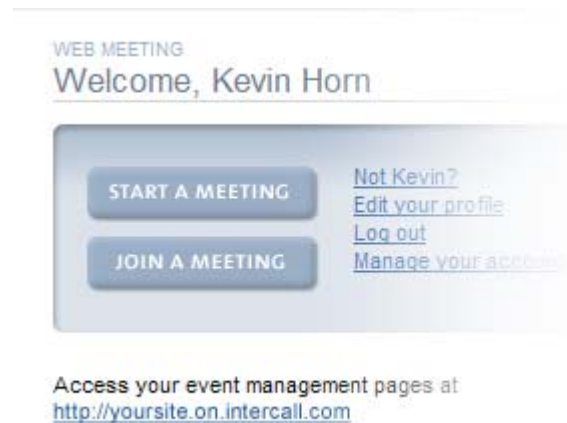 WEB MEETING
Welcome, Kevin Horn
START A MEETING
Not Kevin?
Edit your profile
JOIN A MEETING
Log out
Manage your account
Access your event management pages at
http://yoursite.on.intercall.com